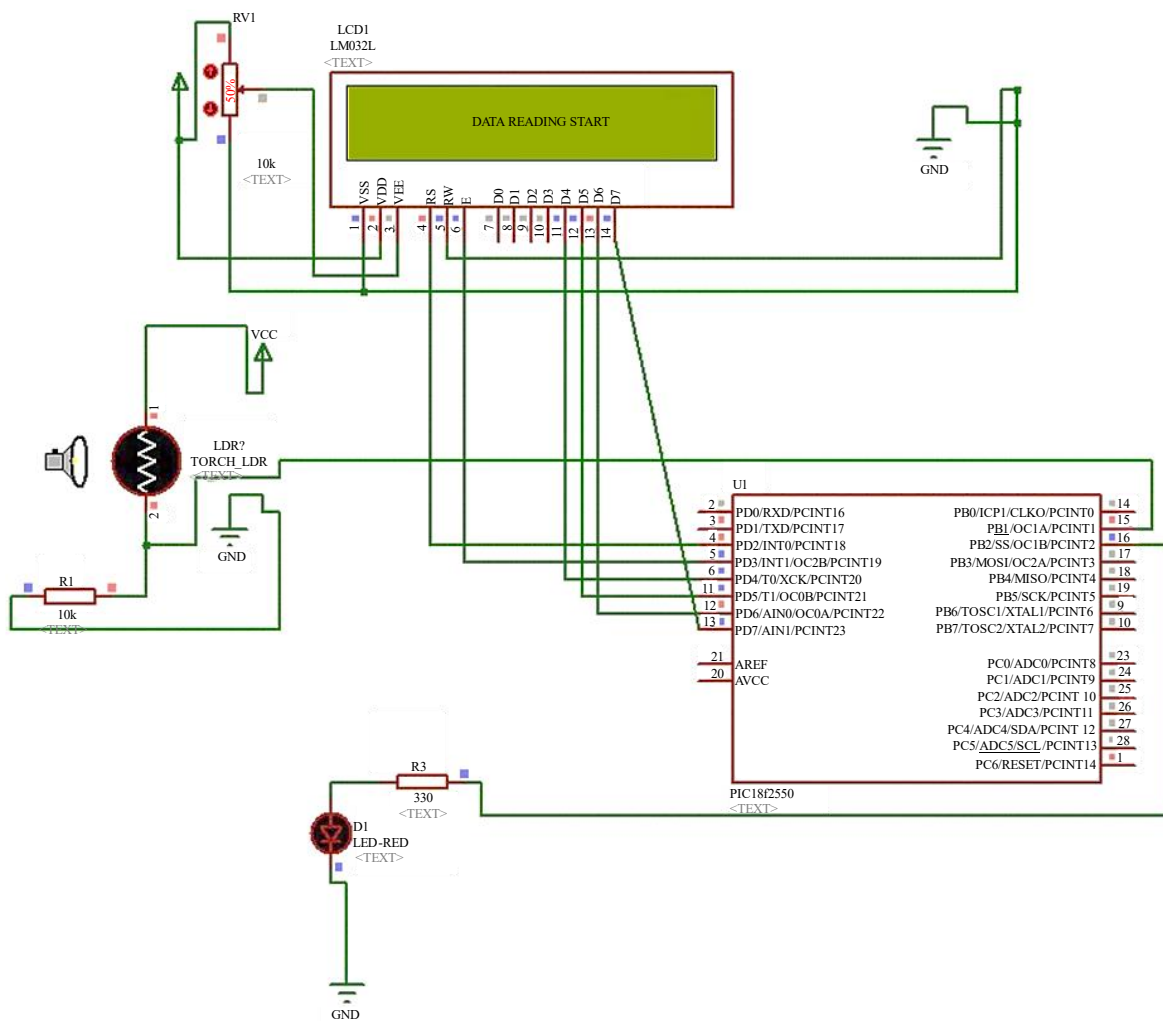 RV1
50%
10k
<TEXT>
LCD1
LM032L
<TEXT>
DATA READING START
VSS
VDD
VEE
RS
RW
E
D0
D1
D2
D3
D4
D5
D6
D7
1
2
3
4
5
6
7
8
9
10
11
12
13
14
GND
VCC
1
LDR?
TORCH_LDR
<TEXT>
2
GND
R1
10k
<TEXT>
U1
2 PD0/RXD/PCINT16
3 PD1/TXD/PCINT17
4 PD2/INT0/PCINT18
5 PD3/INT1/OC2B/PCINT19
6 PD4/T0/XCK/PCINT20
11 PD5/T1/OC0B/PCINT21
12 PD6/AIN0/OC0A/PCINT22
13 PD7/AIN1/PCINT23
21 AREF
20 AVCC
PB0/ICP1/CLKO/PCINT0 14
PB1/OC1A/PCINT1 15
PB2/SS/OC1B/PCINT2 16
PB3/MOSI/OC2A/PCINT3 17
PB4/MISO/PCINT4 18
PB5/SCK/PCINT5 19
PB6/TOSC1/XTAL1/PCINT6 9
PB7/TOSC2/XTAL2/PCINT7 10
PC0/ADC0/PCINT8 23
PC1/ADC1/PCINT9 24
PC2/ADC2/PCINT 10 25
PC3/ADC3/PCINT11 26
PC4/ADC4/SDA/PCINT 12 27
PC5/ADC5/SCL/PCINT13 28
PC6/RESET/PCINT14 1
PIC18f2550
<TEXT>
R3
330
<TEXT>
D1
LED-RED
<TEXT>
GND